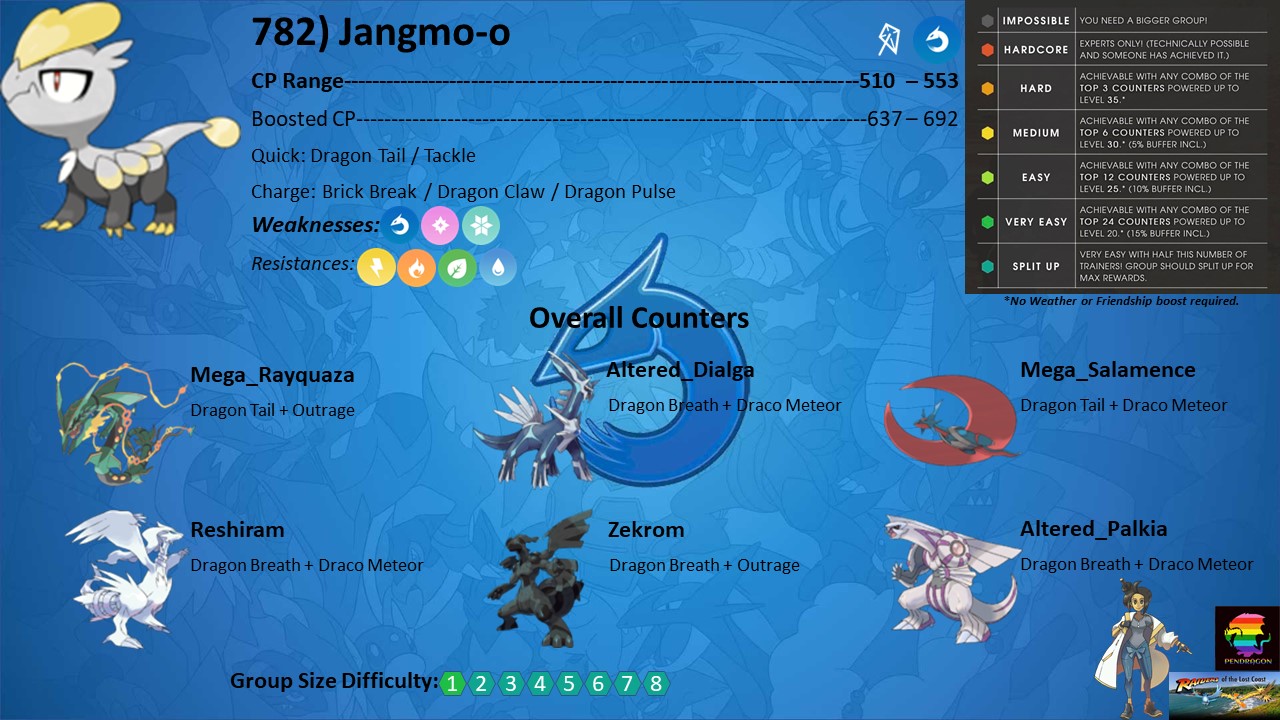 782) Jangmo-o
CP Range----------------------------------------------------------------------------510 – 553
Boosted CP--------------------------------------------------------------------------637 – 692
Quick: Dragon Tail / Tackle
Charge: Brick Break / Dragon Claw / Dragon Pulse
Weaknesses:
Resistances:
IMPOSSIBLE YOU NEED A BIGGER GROUP!
HARDCORE EXPERTS ONLY! (TECHNICALLY POSSIBLE
AND SOMEONE HAS ACHIEVED IT.)
HARD ACHIEVABLE WITH ANY COMBO OF THE
TOP 3 COUNTERS POWERED UP TO
LEVEL 35.*
MEDIUM ACHIEVABLE WITH ANY COMBO OF THE
TOP 6 COUNTERS POWERED UP TO
LEVEL 30.* (5% BUFFER INCL.)
EASY ACHIEVABLE WITH ANY COMBO OF THE
TOP 12 COUNTERS POWERED UP TO
LEVEL 25.* (10% BUFFER INCL.)
VERY EASY ACHIEVABLE WITH ANY COMBO OF THE
TOP 24 COUNTERS POWERED UP TO
LEVEL 20.* (15% BUFFER INCL.)
SPLIT UP VERY EASY WITH HALF THIS NUMBER OF
TRAINERS! GROUP SHOULD SPLIT UP FOR
MAX REWARDS.
*No Weather or Friendship boost required.
Overall Counters
Mega_Rayquaza
Dragon Tail + Outrage
Altered_Dialga
Dragon Breath + Draco Meteor
Mega_Salamence
Dragon Tail + Draco Meteor
Reshiram
Dragon Breath + Draco Meteor
Zekrom
Dragon Breath + Outrage
Altered_Palkia
Dragon Breath + Draco Meteor
PENDRAGON
RAIDERS of the Lost Coast
Group Size Difficulty: 1 2 3 4 5 6 7 8